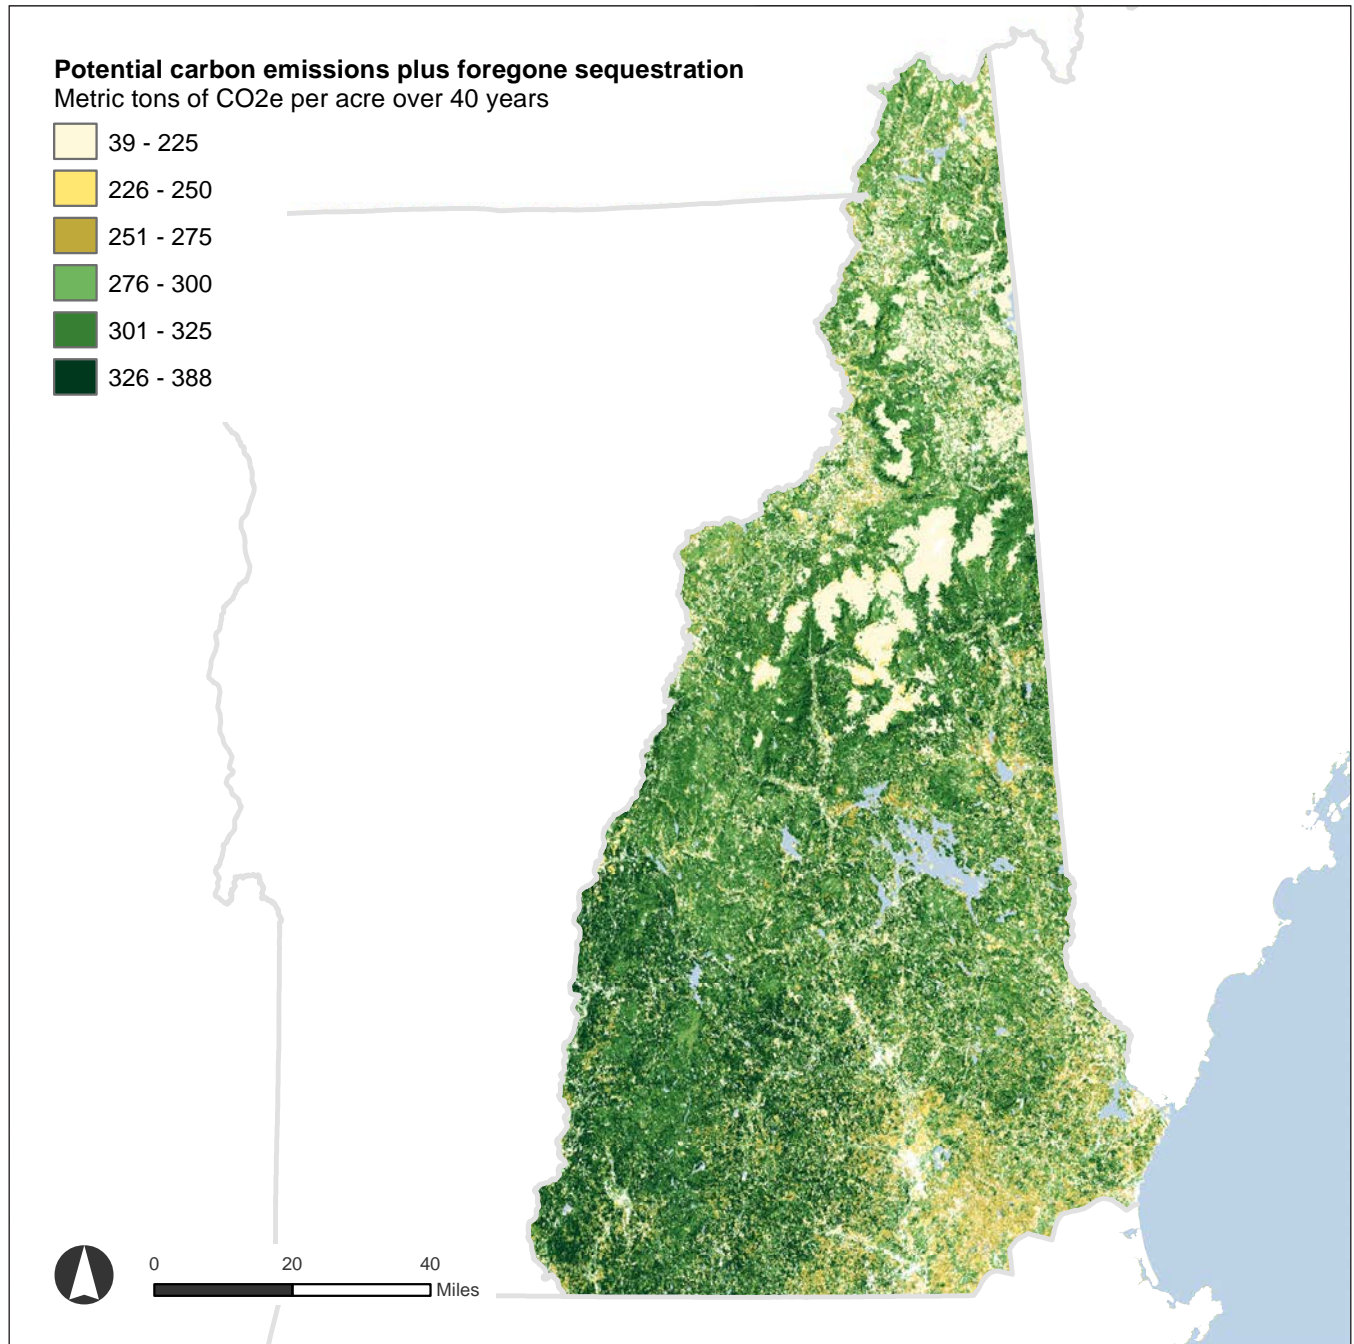 Potential carbon emissions plus foregone sequestration
Metric tons of CO2e per acre over 40 years
39 - 225
226 - 250
251 - 275
276 - 300
301 - 325
326 - 388
0 20 40
Miles